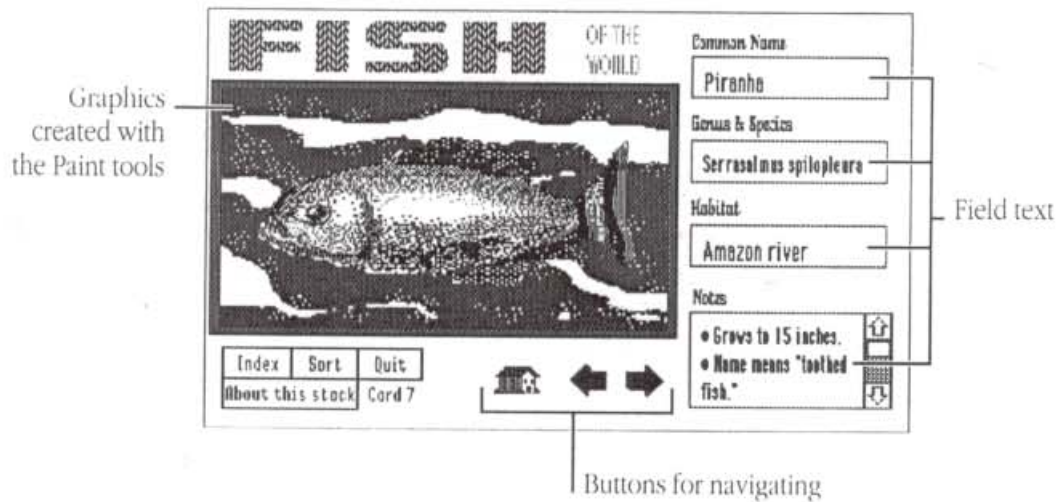 FISH
OF THE
WORLD
Graphics
created with
the Paint tools
Common Name
Piranha
Genus & Species
Serrasalmus spilopleura
Habitat
Amazon river
Field text
Notes
• Grows to 15 inches.
• Name means "toothed
fish."
Index Sort Quit
About this stack Card 7
Buttons for navigating